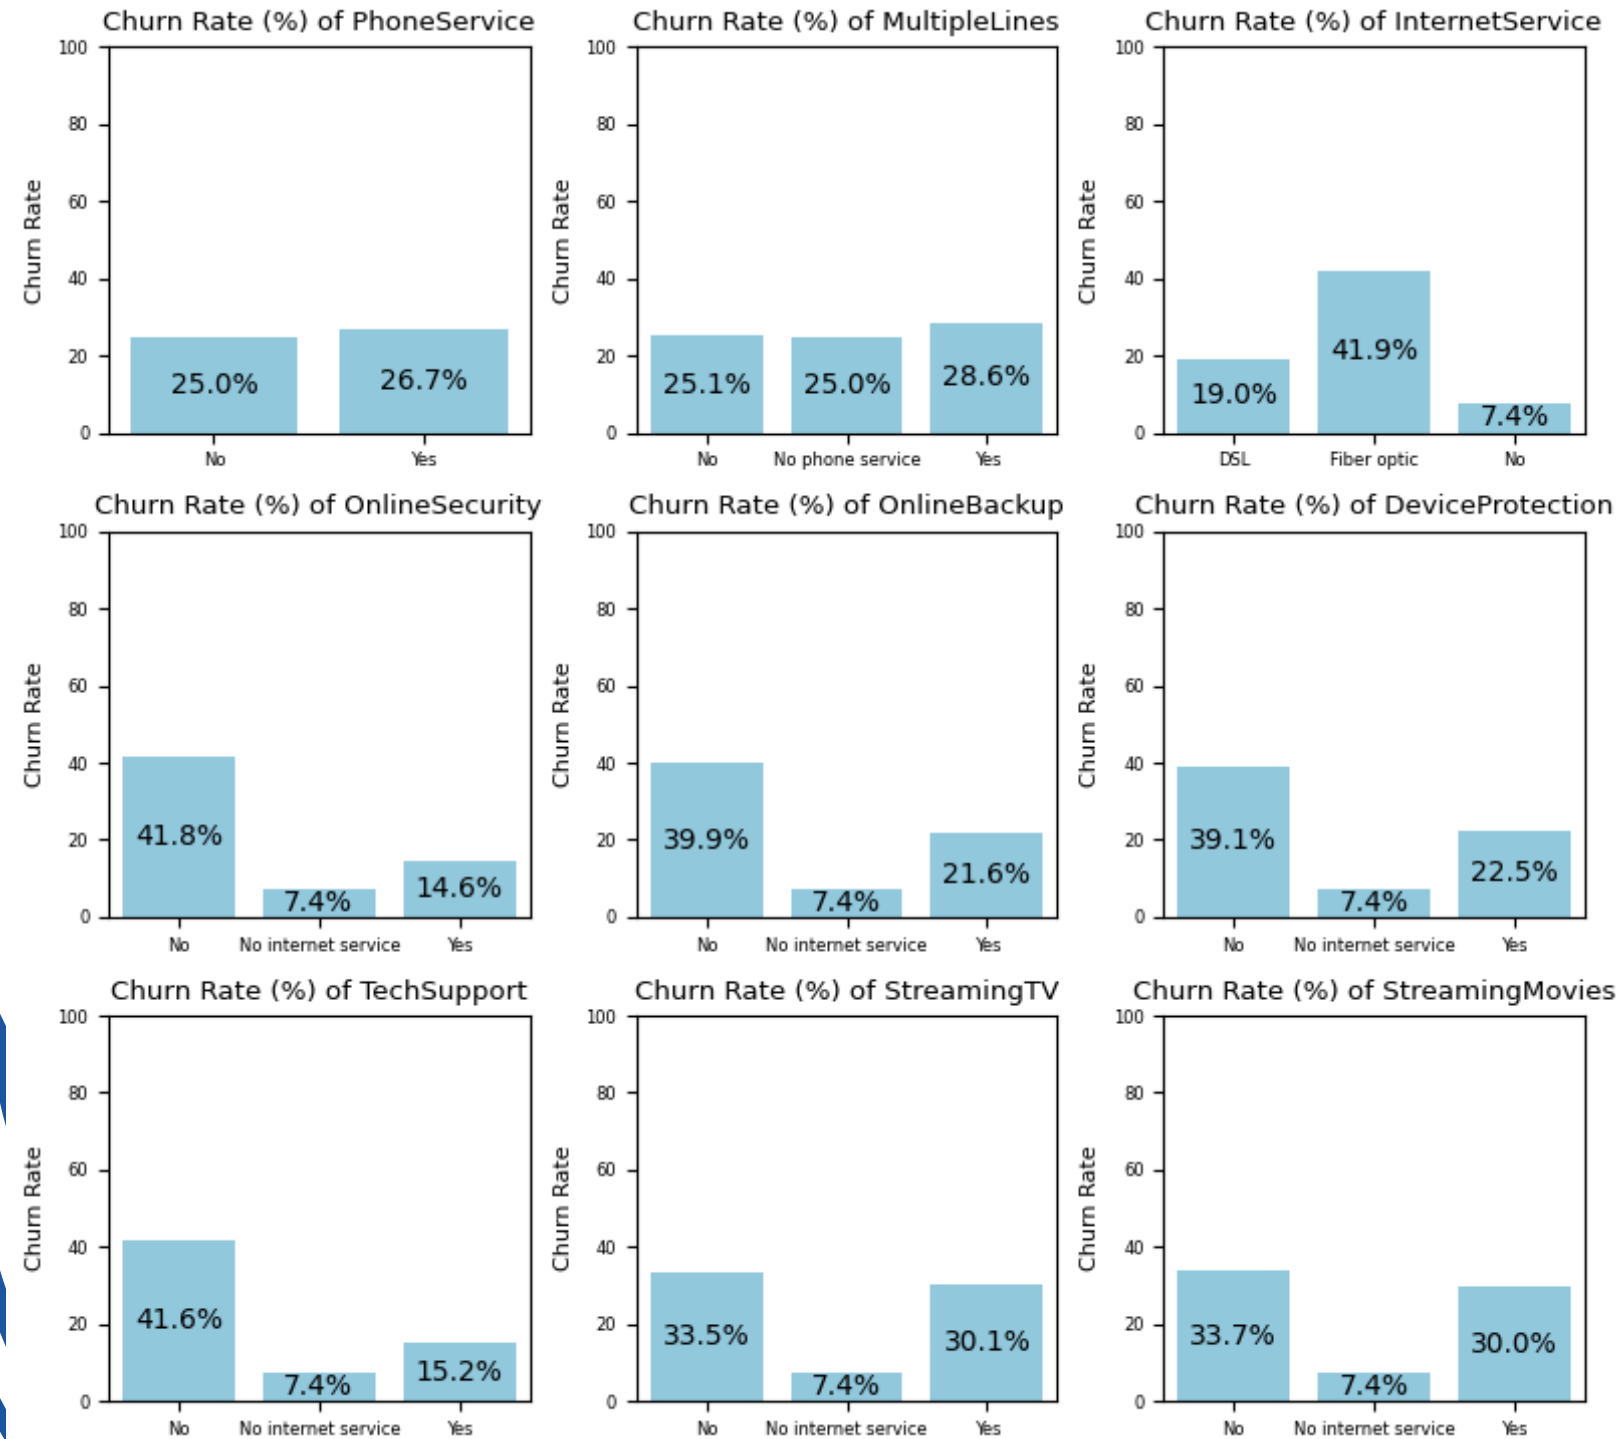 Churn Rate (%) of PhoneService
100
80
60
40
20
0
Churn Rate
25.0%
26.7%
No Yes
Churn Rate (%) of MultipleLines
100
80
60
40
20
0
Churn Rate
25.1%
25.0%
28.6%
No No phone service Yes
Churn Rate (%) of InternetService
100
80
60
40
20
0
Churn Rate
19.0%
41.9%
7.4%
DSL Fiber optic No
Churn Rate (%) of OnlineSecurity
100
80
60
40
20
0
Churn Rate
41.8%
7.4%
14.6%
No No internet service Yes
Churn Rate (%) of OnlineBackup
100
80
60
40
20
0
Churn Rate
39.9%
7.4%
21.6%
No No internet service Yes
Churn Rate (%) of DeviceProtection
100
80
60
40
20
0
Churn Rate
39.1%
7.4%
22.5%
No No internet service Yes
Churn Rate (%) of TechSupport
100
80
60
40
20
0
Churn Rate
41.6%
7.4%
15.2%
No No internet service Yes
Churn Rate (%) of StreamingTV
100
80
60
40
20
0
Churn Rate
33.5%
7.4%
30.1%
No No internet service Yes
Churn Rate (%) of StreamingMovies
100
80
60
40
20
0
Churn Rate
33.7%
7.4%
30.0%
No No internet service Yes